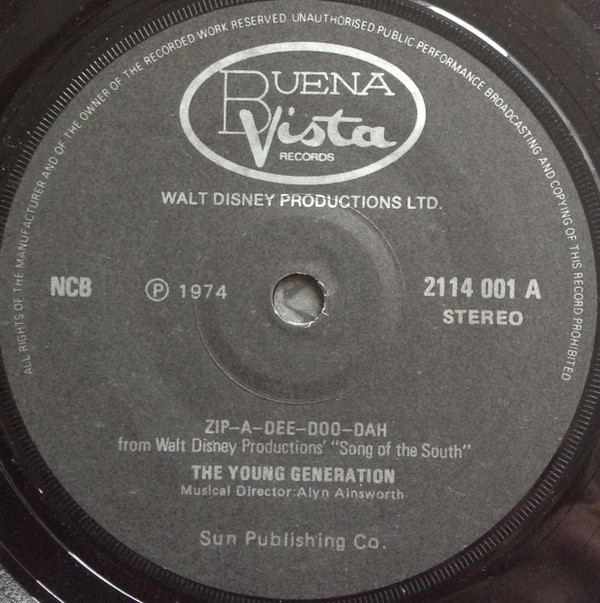 ALL RIGHTS OF THE MANUFACTURER AND OF THE OWNER OF THE RECORDED WORK RESERVED UNAUTHORISED PUBLIC PERFORMANCE BROADCASTING AND COPYING OF THIS RECORD PROHIBITED
BUENA
Vista
RECORDS
WALT DISNEY PRODUCTIONS LTD.
NCB ℗ 1974 2114 001 A
STEREO
ZIP–A–DEE–DOO–DAH
from Walt Disney Productions' "Song of the South"
THE YOUNG GENERATION
Musical Director:Alyn Ainsworth
Sun Publishing Co.